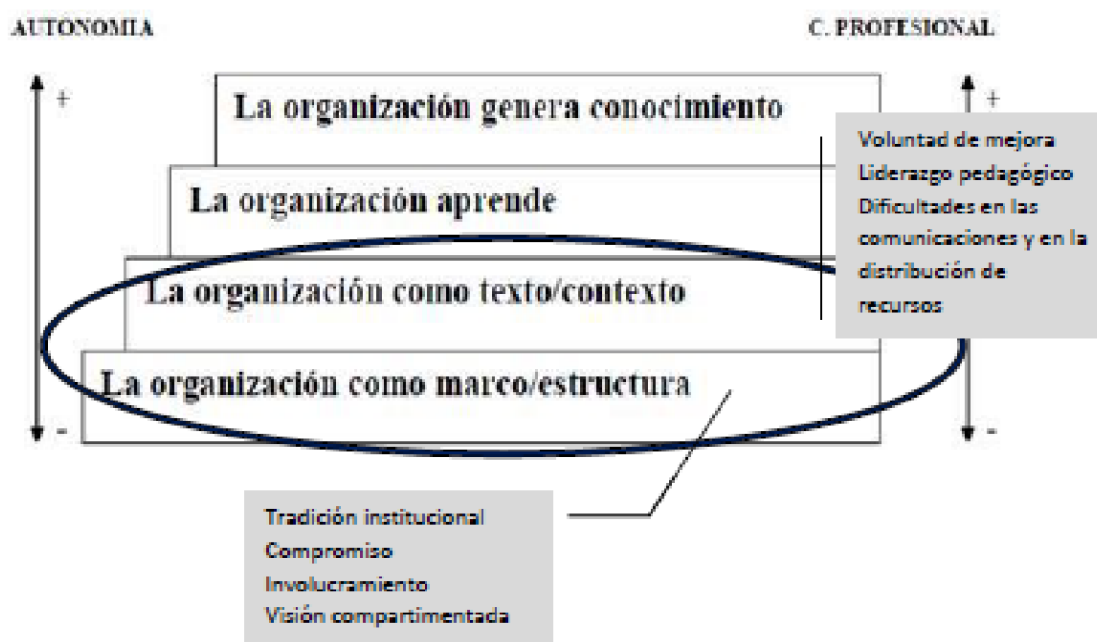 AUTONOMIA
C. PROFESIONAL
+
+
La organización genera conocimiento
La organización aprende
La organización como texto/contexto
La organización como marco/estructura
-
-
Voluntad de mejora
Liderazgo pedagógico
Dificultades en las
comunicaciones y en la
distribución de
recursos
Tradición institucional
Compromiso
Involucramiento
Visión compartimentada